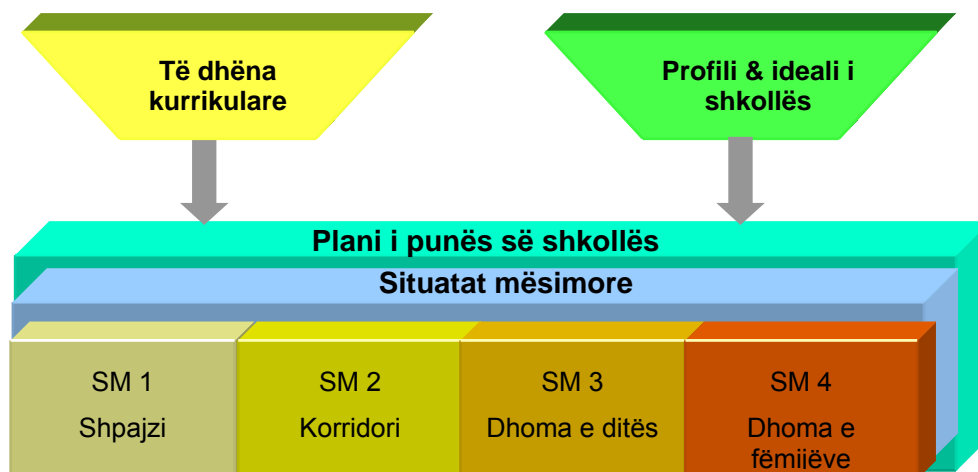 Të dhëna
kurrikulare
Profili & ideali i
shkollës
Plani i punës së shkollës
Situatat mësimore
SM 1
Shpajzi
SM 2
Korridori
SM 3
Dhoma e ditës
SM 4
Dhoma e
fëmijëve